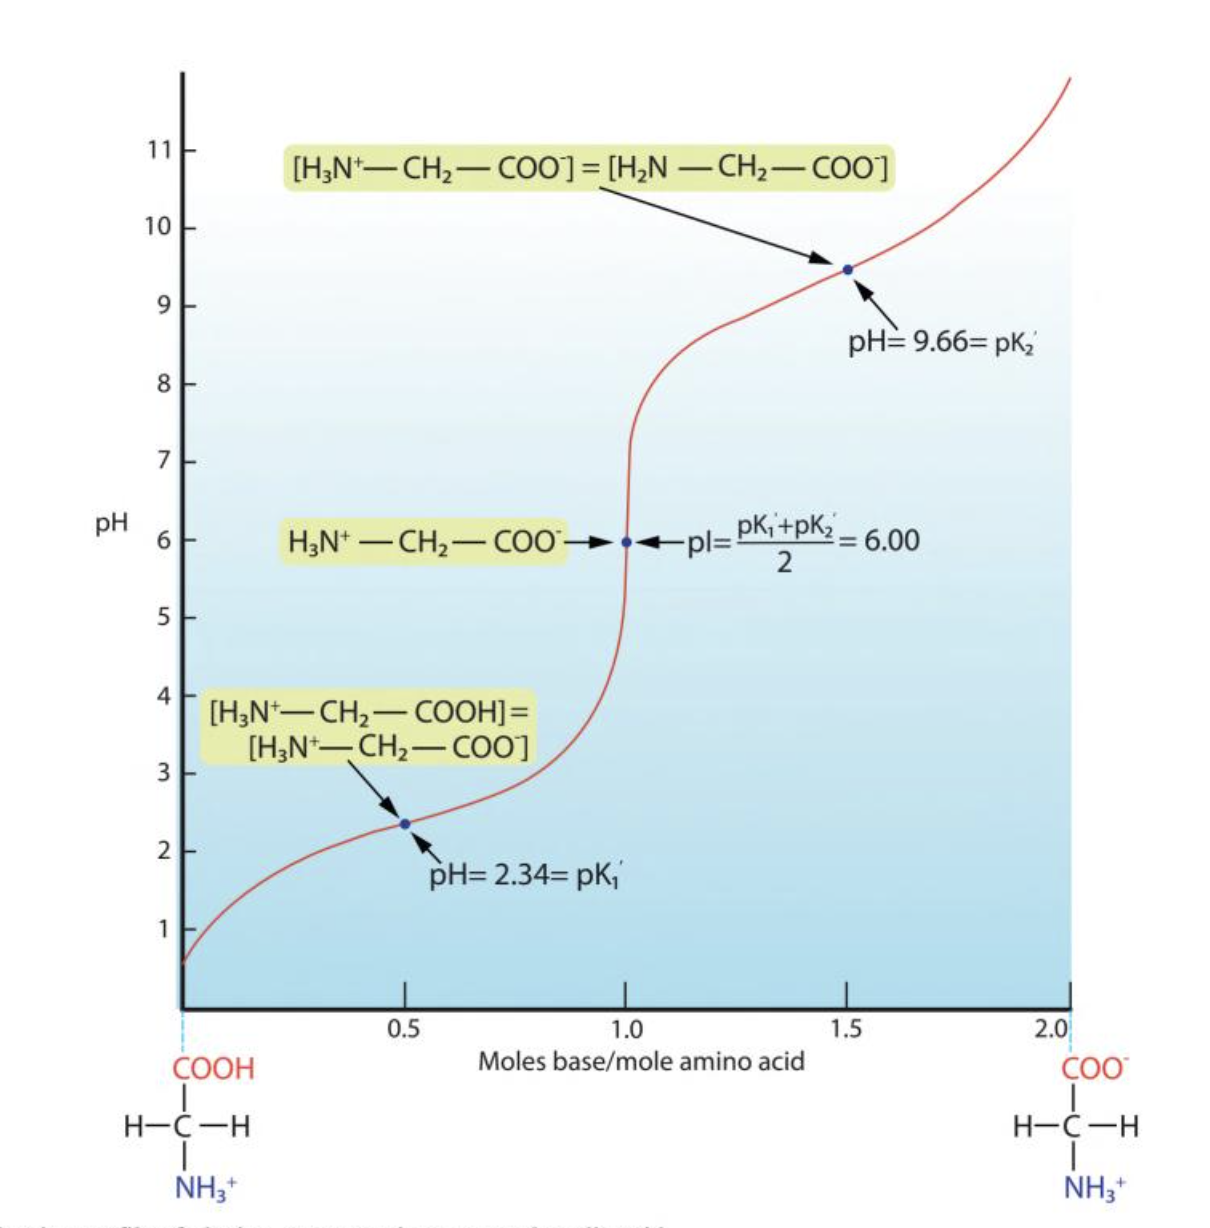 11
[H₃N⁺— CH₂ — COO⁻] = [H₂N — CH₂ — COO⁻]
10
9
pH= 9.66= pK₂′
8
7
pH
6
H₃N⁺ — CH₂ — COO⁻
pI= pK₁′+pK₂′ = 6.00
2
5
4
[H₃N⁺— CH₂ — COOH] =
[H₃N⁺— CH₂ — COO⁻]
3
2
pH= 2.34= pK₁′
1
0.5 1.0 1.5 2.0
Moles base/mole amino acid
COOH COO⁻
H—C—H H—C—H
NH₃⁺ NH₃⁺